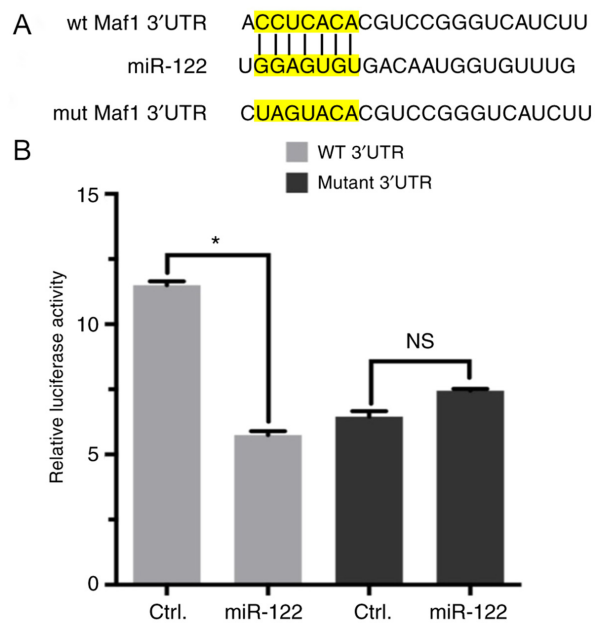 A
wt Maf1 3′UTR ACCUCACACGUCCGGGUCAUCUU
miR-122 UGGAGUGUGACAAUGGUGUUUG
mut Maf1 3′UTR CUAGUACACGUCCGGGUCAUCUU
B
WT 3′UTR
Mutant 3′UTR
Relative luciferase activity
15
10
5
0
*
NS
Ctrl. miR-122 Ctrl. miR-122